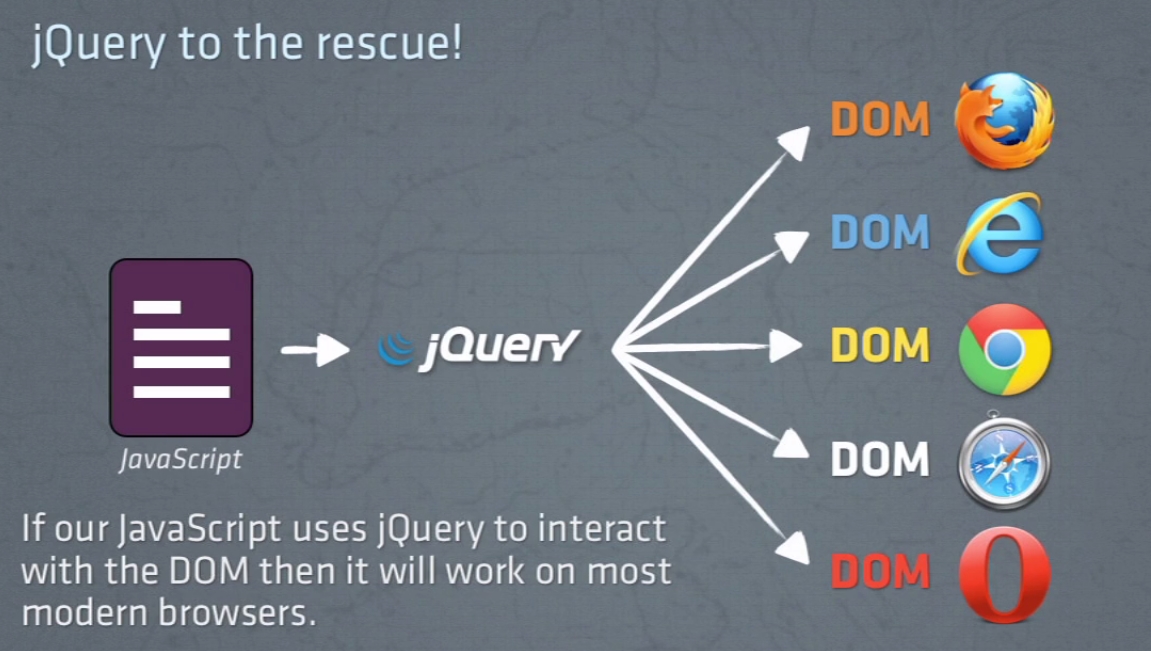 jQuery to the rescue!
DOM
DOM
jQuery
DOM
JavaScript
DOM
If our JavaScript uses jQuery to interact
with the DOM then it will work on most
modern browsers.
DOM